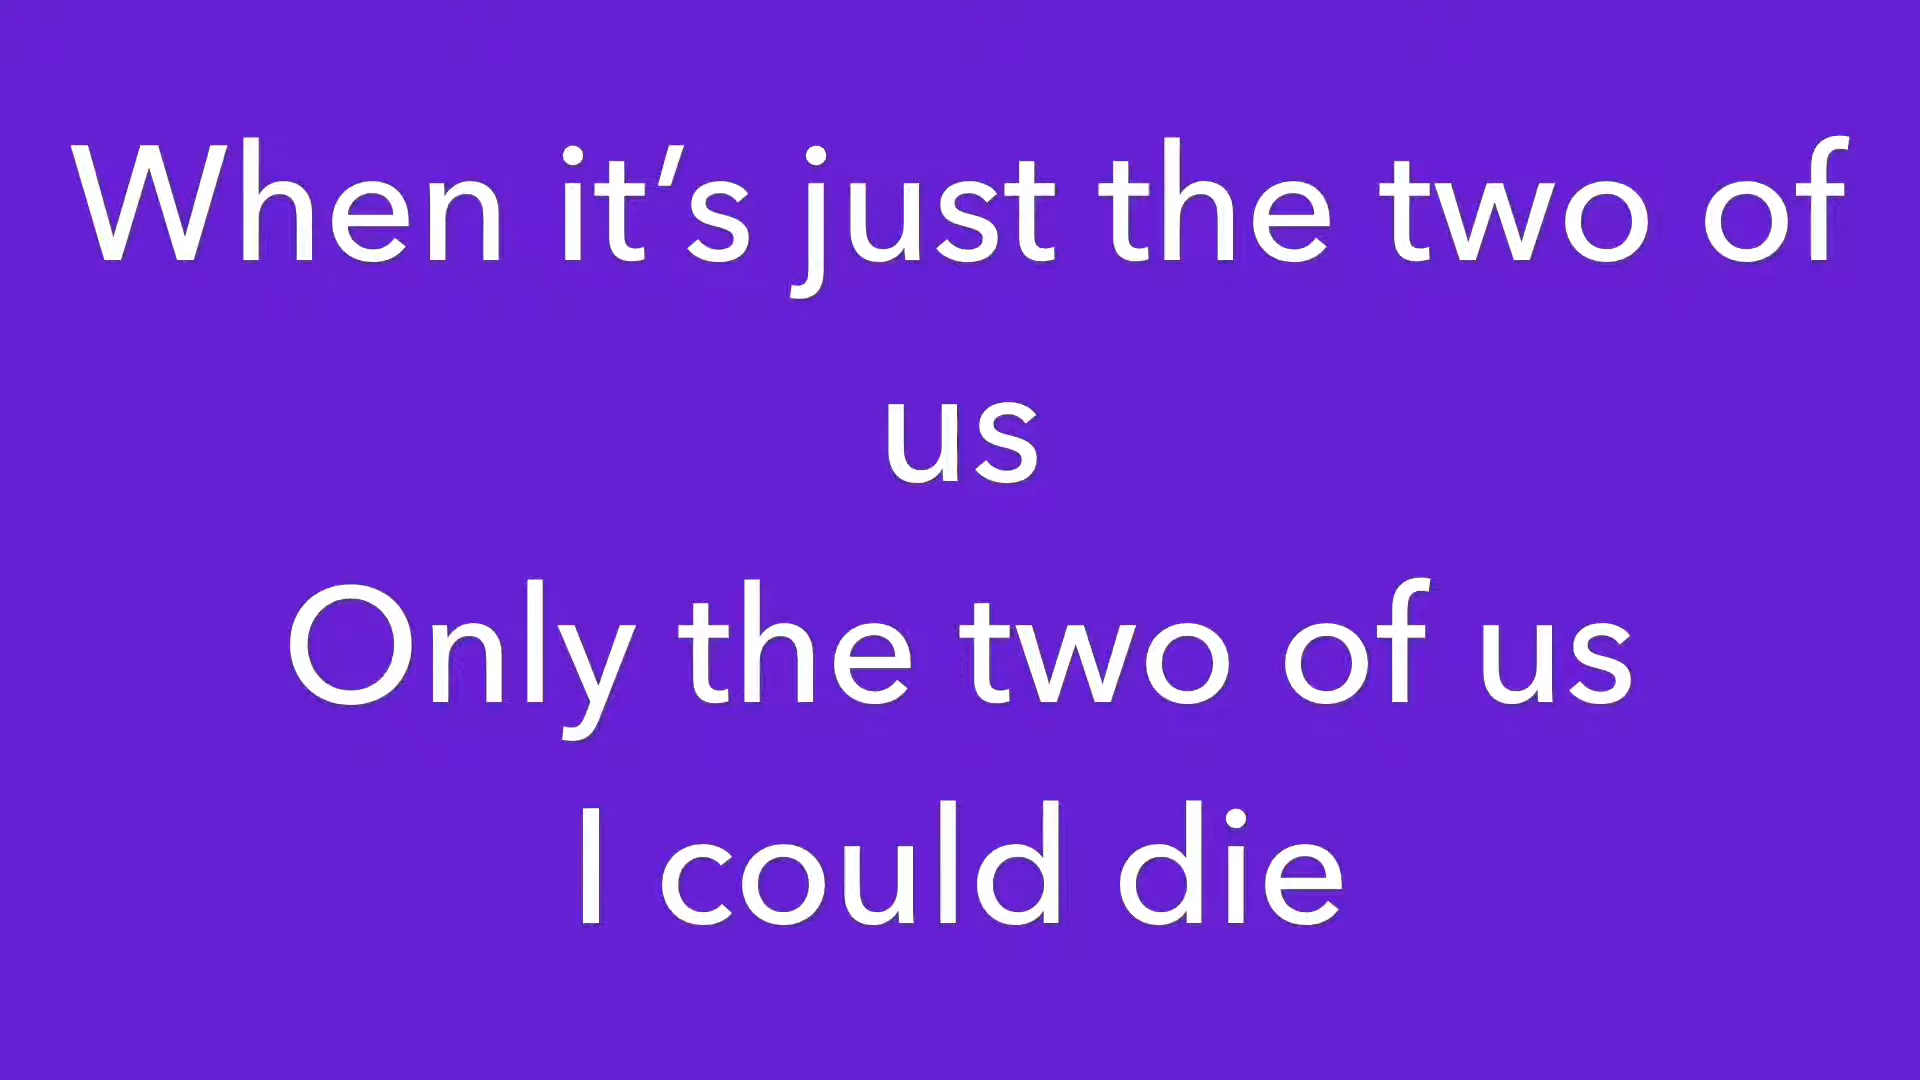 When it’s just the two of
us
Only the two of us
I could die